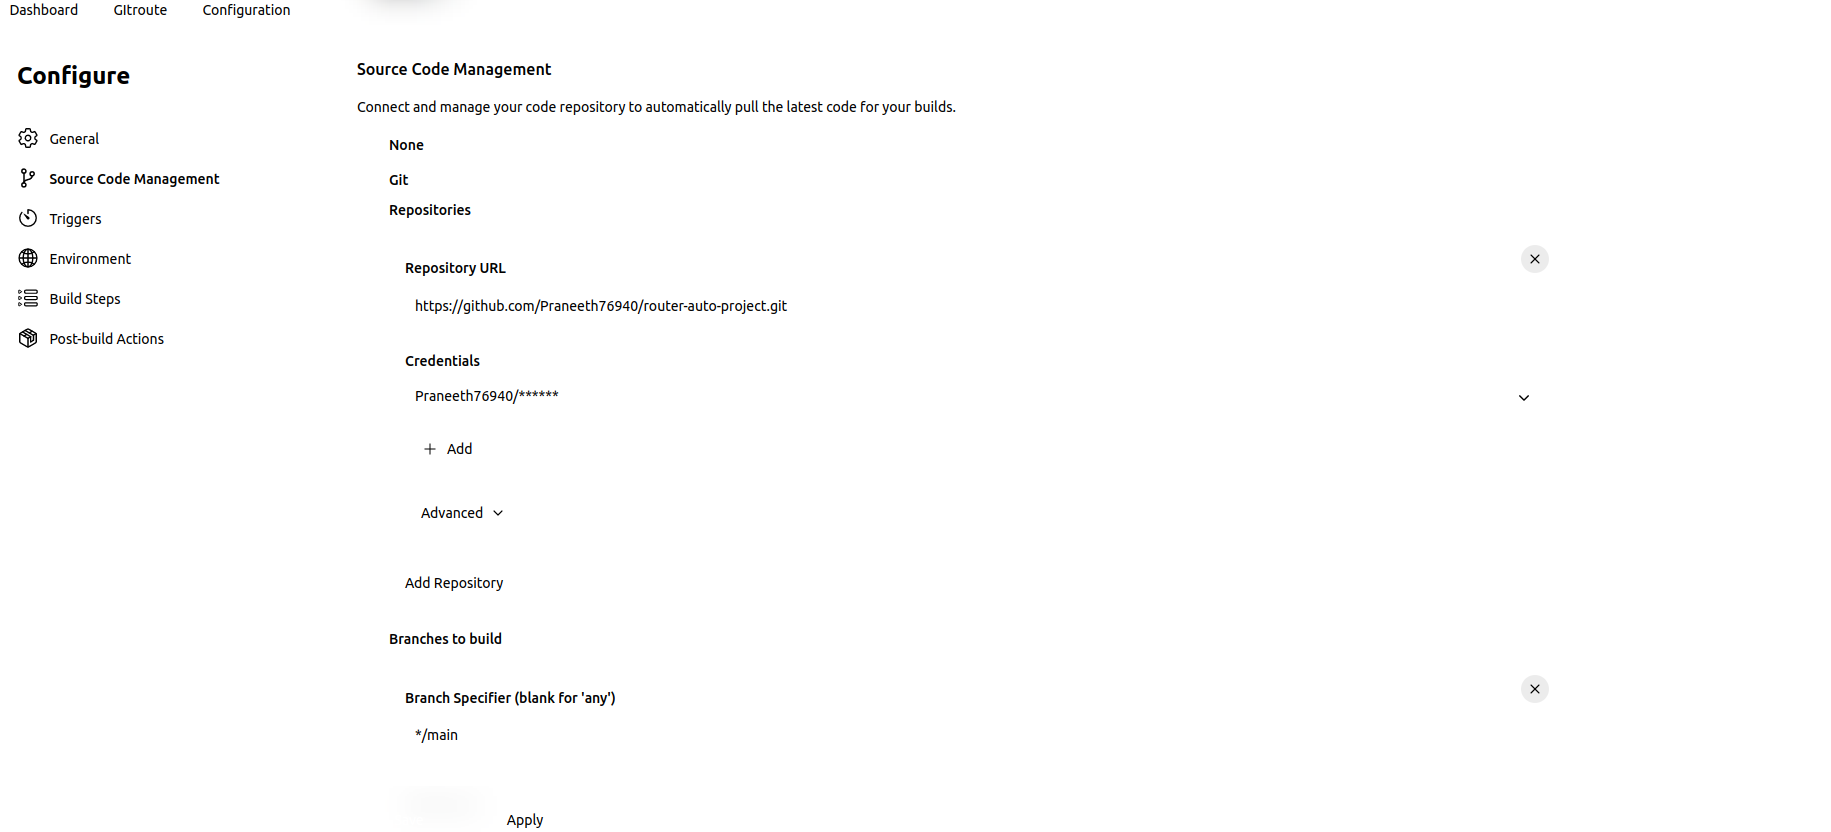 Dashboard GItroute Configuration
Configure
General
Source Code Management
Triggers
Environment
Build Steps
Post-build Actions
Source Code Management
Connect and manage your code repository to automatically pull the latest code for your builds.
None
Git
Repositories
Repository URL
https://github.com/Praneeth76940/router-auto-project.git
Credentials
Praneeth76940/******
Add
Advanced
Add Repository
Branches to build
Branch Specifier (blank for 'any')
*/main
Apply